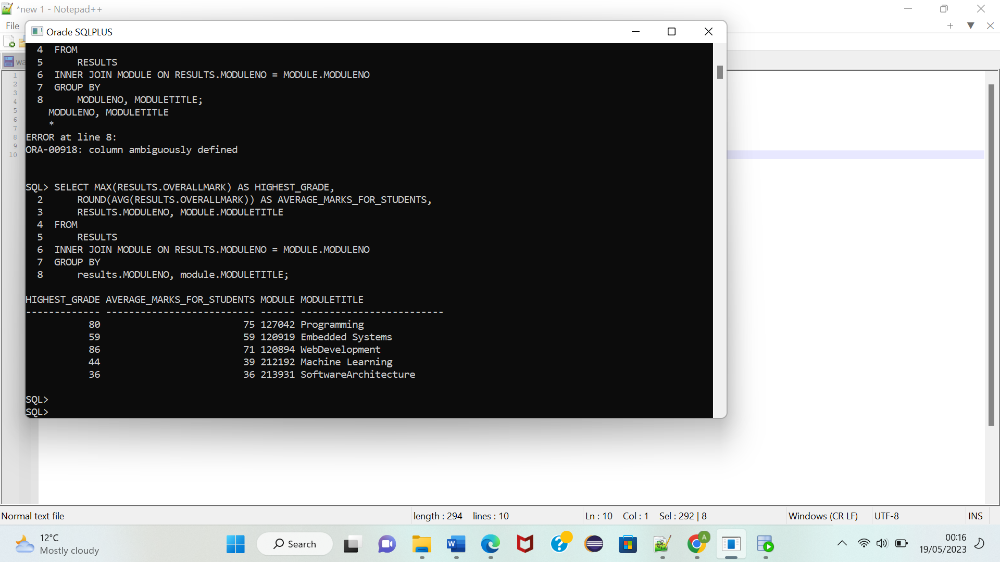 *new 1 - Notepad++
File
Oracle SQLPLUS
1
2
3
4
5
6
7
8
9
10
4  FROM
5      RESULTS
6  INNER JOIN MODULE ON RESULTS.MODULENO = MODULE.MODULENO
7  GROUP BY
8      MODULENO, MODULETITLE;
    MODULENO, MODULETITLE
    *
ERROR at line 8:
ORA-00918: column ambiguously defined
SQL> SELECT MAX(RESULTS.OVERALLMARK) AS HIGHEST_GRADE,
2      ROUND(AVG(RESULTS.OVERALLMARK)) AS AVERAGE_MARKS_FOR_STUDENTS,
3      RESULTS.MODULENO, MODULE.MODULETITLE
4  FROM
5      RESULTS
6  INNER JOIN MODULE ON RESULTS.MODULENO = MODULE.MODULENO
7  GROUP BY
8      results.MODULENO, module.MODULETITLE;
HIGHEST_GRADE AVERAGE_MARKS_FOR_STUDENTS MODULE MODULETITLE
------------- -------------------------- ------ -------------------------
80 75 127042 Programming
59 59 120919 Embedded Systems
86 71 120894 WebDevelopment
44 39 212192 Machine Learning
36 36 213931 SoftwareArchitecture
SQL>
SQL>
Normal text file length : 294 lines : 10 Ln : 10 Col : 1 Sel : 292 | 8 Windows (CR LF) UTF-8 INS
12°C
Mostly cloudy
Search
A
00:16
19/05/2023